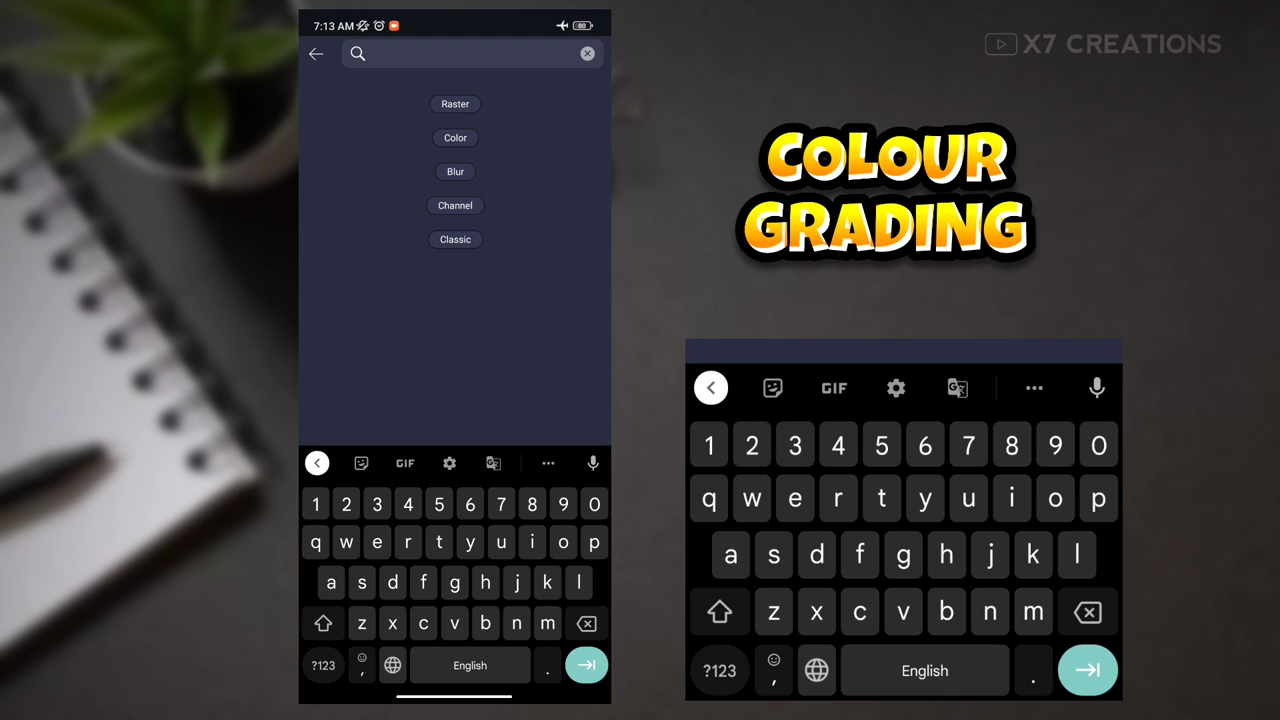 7:13 AM
80
Raster
Color
Blur
Channel
Classic
GIF
1 2 3 4 5 6 7 8 9 0
q w e r t y u i o p
a s d f g h j k l
z x c v b n m
?123 , English .
X7 CREATIONS
COLOUR
GRADING
GIF
1 2 3 4 5 6 7 8 9 0
q w e r t y u i o p
a s d f g h j k l
z x c v b n m
?123 , English .